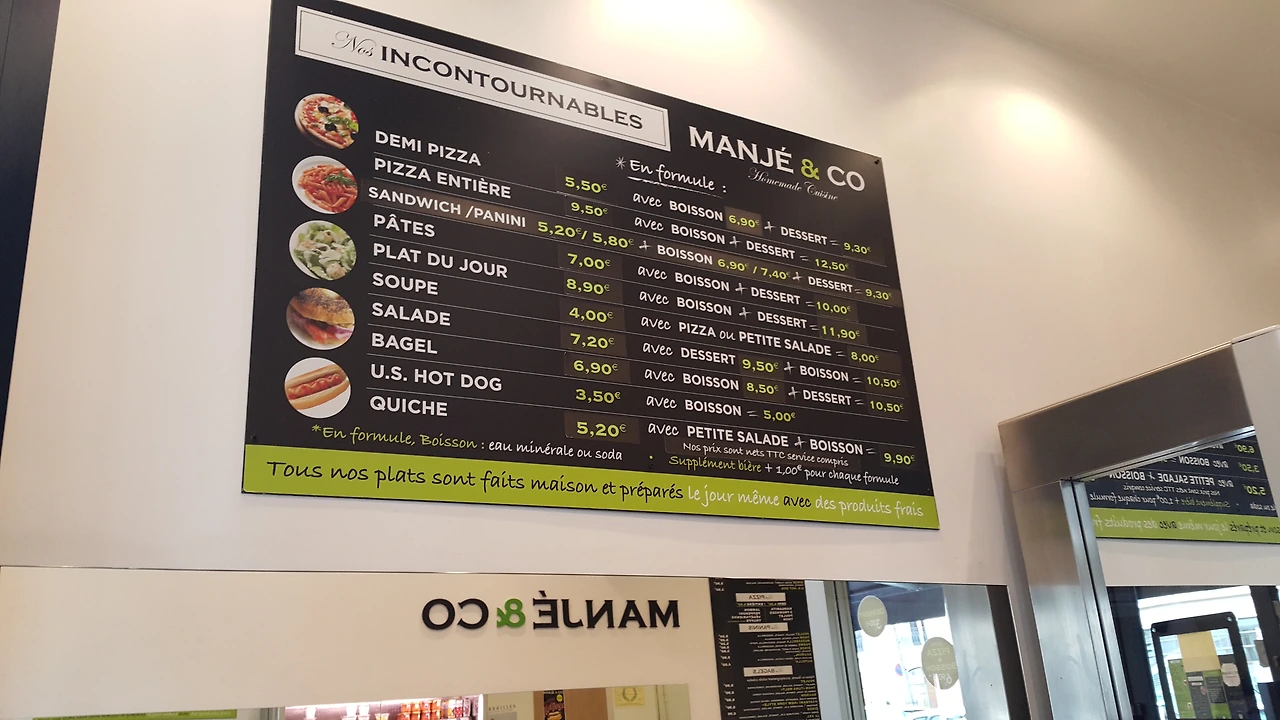 Nos INCONTOURNABLES
MANJÉ & CO
Homemade Cuisine
*En formule :
DEMI PIZZA 5,50€ avec BOISSON 6,90€ + DESSERT = 9,30€
PIZZA ENTIÈRE 9,50€ avec BOISSON + DESSERT = 12,50€
SANDWICH /PANINI 5,20€/ 5,80€ + BOISSON 6,90€ / 7,40€ + DESSERT = 9,30€
PÂTES 7,00€ avec BOISSON + DESSERT = 10,00€
PLAT DU JOUR 8,90€ avec BOISSON + DESSERT = 11,90€
SOUPE 4,00€ avec PIZZA ou PETITE SALADE = 8,00€
SALADE 7,20€ avec DESSERT 9,50€ + BOISSON = 10,50€
BAGEL 6,90€ avec BOISSON 8,50€ + DESSERT = 10,50€
U.S. HOT DOG 3,50€ avec BOISSON = 5,00€
QUICHE 5,20€ avec PETITE SALADE + BOISSON = 9,90€
Nos prix sont nets TTC service compris
*En formule, Boisson : eau minérale ou soda • Supplément bière + 1,00€ pour chaque formule
Tous nos plats sont faits maison et préparés le jour même avec des produits frais
MANJÉ & CO